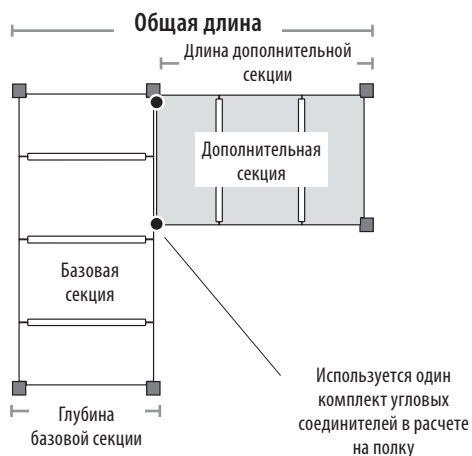 Общая длина
Длина дополнительной
секции
Дополнительная
секция
Базовая
секция
Глубина
базовой секции
Используется один
комплект угловых
соединителей в расчете
на полку